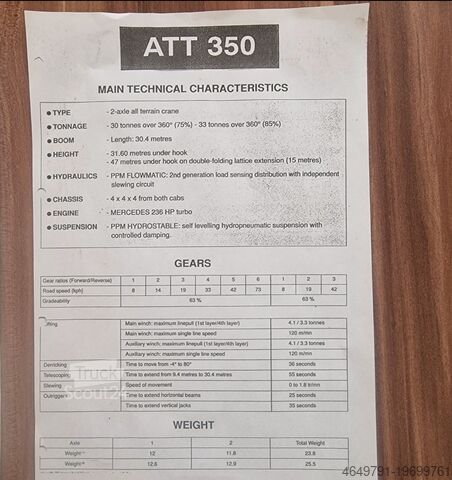 ATT 350
MAIN TECHNICAL CHARACTERISTICS
● TYPE - 2-axle all terrain crane
● TONNAGE - 30 tonnes over 360° (75%) - 33 tonnes over 360° (85%)
● BOOM - Length: 30.4 metres
● HEIGHT - 31.60 metres under hook
- 47 metres under hook on double-folding lattice extension (15 metres)
● HYDRAULICS - PPM FLOWMATIC: 2nd generation load sensing distribution with independent
slewing circuit
● CHASSIS - 4 x 4 x 4 from both cabs
● ENGINE - MERCEDES 236 HP turbo
● SUSPENSION - PPM HYDROSTABLE: self levelling hydropneumatic suspension with
controlled damping.
GEARS
Gear ratios (Forward/Reverse) 1 2 3 4 5 6 1 2 3
Road speed (kph) 8 14 19 33 42 73 8 19 42
Gradeability 63 % 63 %
Lifting Main winch: maximum linepull (1st layer/4th layer) 4.1 / 3.3 tonnes
Main winch: maximum single line speed 120 m/mn
Auxiliary winch: maximum linepull (1st layer/4th layer) 4.1 / 3.3 tonnes
Auxiliary winch: maximum single line speed 120 m/mn
Derricking Time to move from -4° to 80° 36 seconds
Telescoping Time to extend from 9.4 metres to 30.4 metres 55 seconds
Slewing Speed of movement 0 to 1.8 tr/mn
Outriggers Time to extend horizontal beams 25 seconds
Time to extend vertical jacks 35 seconds
Truck
Scout24
WEIGHT
Axle 1 2 Total Weight
Weight* 12 11.8 23.8
Weight** 12.6 12.9 25.5
4649791-19699761